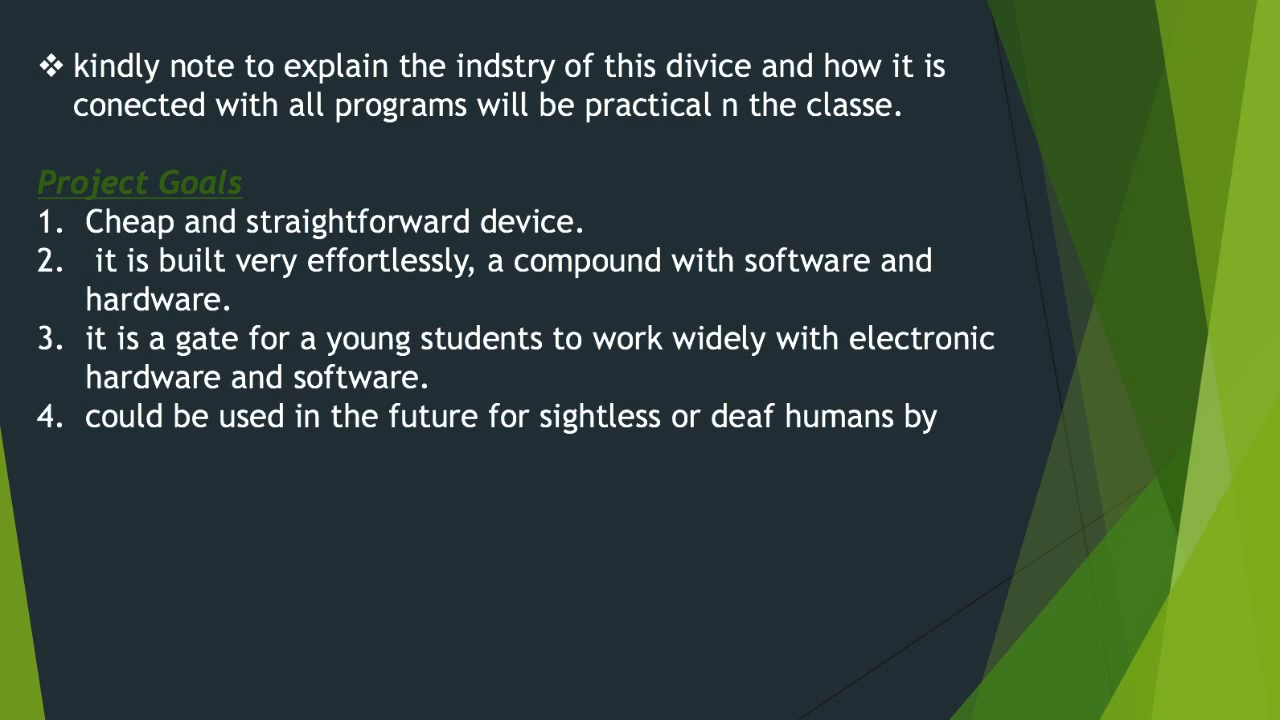 ❖ kindly note to explain the indstry of this divice and how it is
conected with all programs will be practical n the classe.
Project Goals
1. Cheap and straightforward device.
2. it is built very effortlessly, a compound with software and
hardware.
3. it is a gate for a young students to work widely with electronic
hardware and software.
4. could be used in the future for sightless or deaf humans by